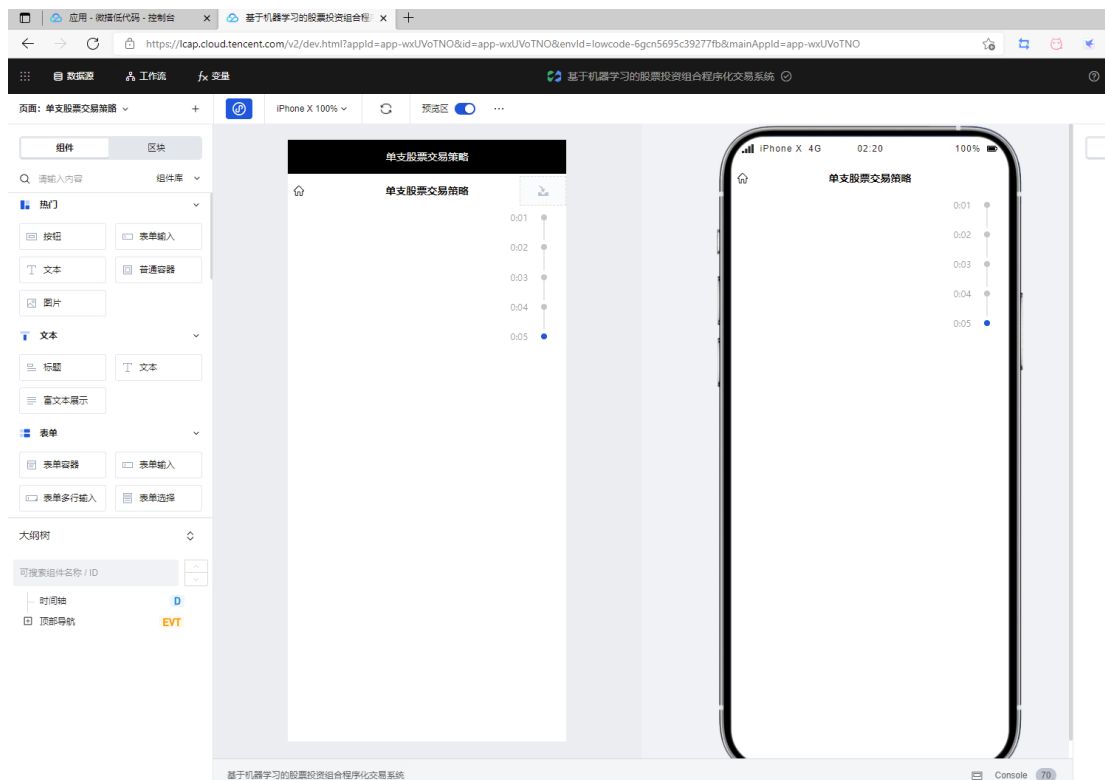 应用 - 微搭低代码 - 控制台
基于机器学习的股票投资组合程
https://lcap.cloud.tencent.com/v2/dev.html?appId=app-wxUVoTNO&id=app-wxUVoTNO&envId=lowcode-6gcn5695c39277fb&mainAppId=app-wxUVoTNO
数据源 工作流 fx 变量
基于机器学习的股票投资组合程序化交易系统
页面: 单支股票交易策略
iPhone X 100%
预览区
组件 区块
请输入内容 组件库
热门
按钮 表单输入
文本 普通容器
图片
文本
标题 文本
富文本展示
表单
表单容器 表单输入
表单多行输入 表单选择
大纲树
可搜索组件名称 / ID
时间轴 D
顶部导航 EVT
单支股票交易策略
单支股票交易策略
0:01
0:02
0:03
0:04
0:05
iPhone X 4G 02:20 100%
单支股票交易策略
0:01
0:02
0:03
0:04
0:05
基于机器学习的股票投资组合程序化交易系统
Console 70